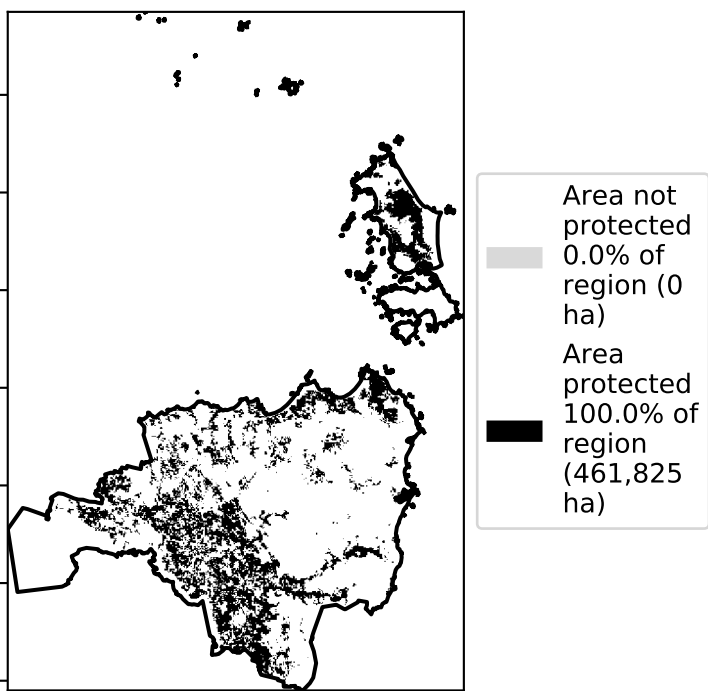 Area not
protected
0.0% of
region (0
ha)
Area
protected
100.0% of
region
(461,825
ha)